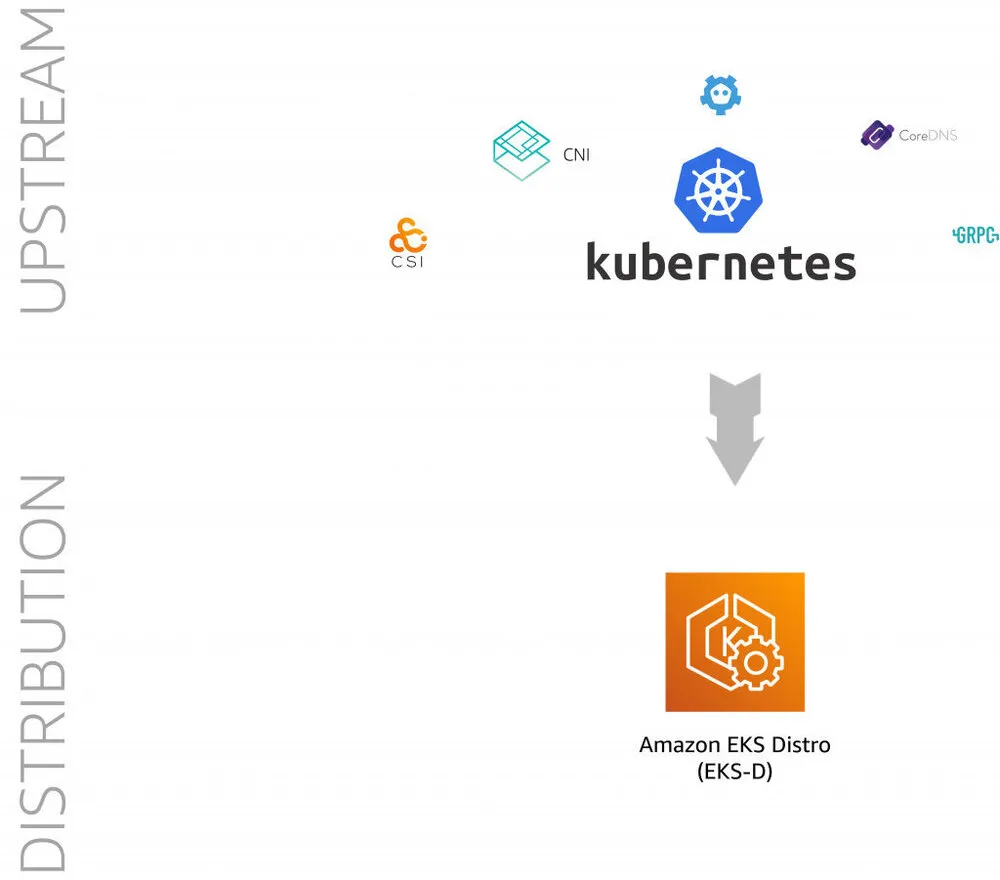 UPSTREAM
CNI
CoreDNS
CSI
GRPC
kubernetes
DISTRIBUTION
K
Amazon EKS Distro
(EKS-D)